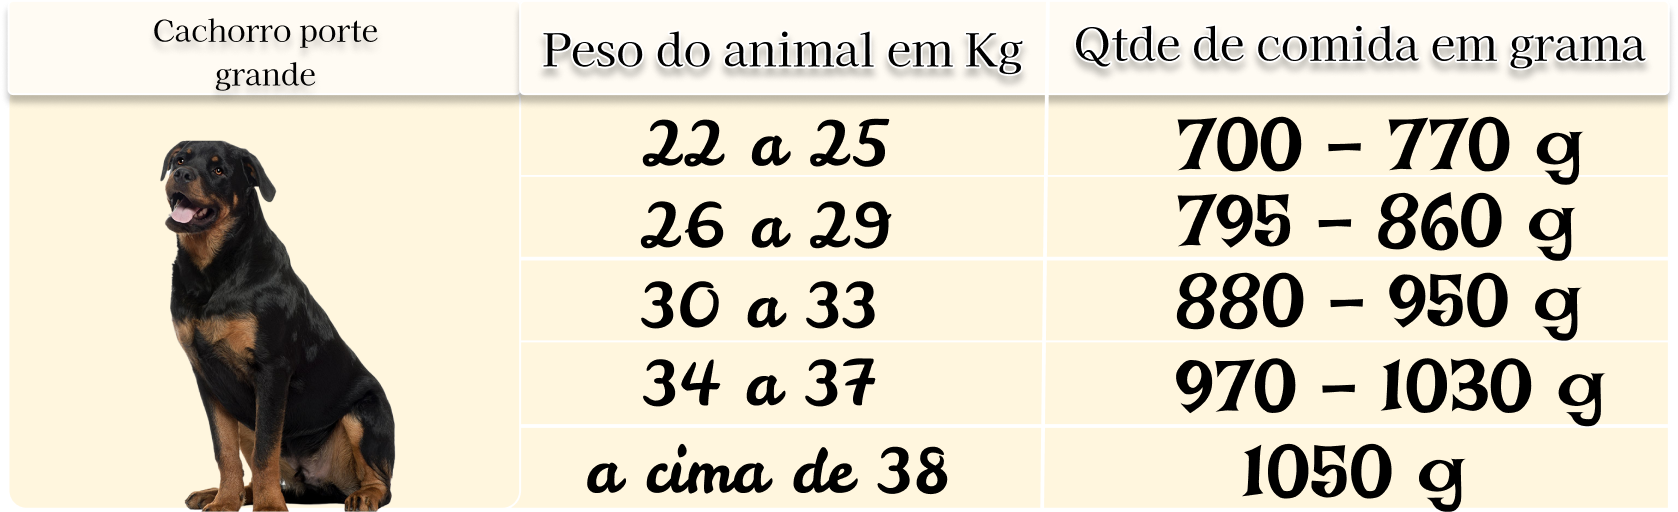 Cachorro porte
grande
Peso do animal em Kg
Qtde de comida em grama
22 a 25
700 – 770 g
26 a 29
795 – 860 g
30 a 33
880 – 950 g
34 a 37
970 – 1030 g
a cima de 38
1050 g